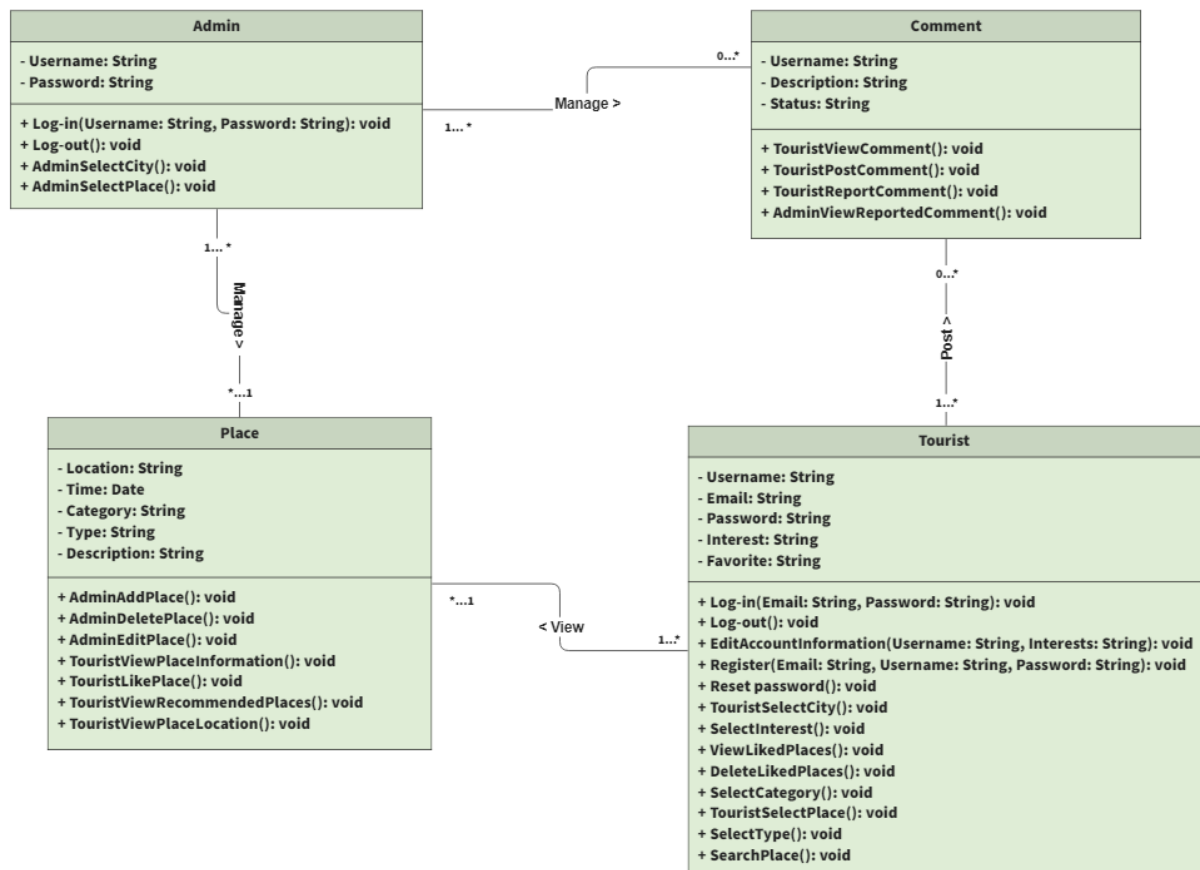 Admin
- Username: String
- Password: String
+ Log-in(Username: String, Password: String): void
+ Log-out(): void
+ AdminSelectCity(): void
+ AdminSelectPlace(): void
1... *
Manage >
0...*
Comment
- Username: String
- Description: String
- Status: String
+ TouristViewComment(): void
+ TouristPostComment(): void
+ TouristReportComment(): void
+ AdminViewReportedComment(): void
1... *
Manage >
*...1
0...*
Post >
1...*
Place
- Location: String
- Time: Date
- Category: String
- Type: String
- Description: String
+ AdminAddPlace(): void
+ AdminDeletePlace(): void
+ AdminEditPlace(): void
+ TouristViewPlaceInformation(): void
+ TouristLikePlace(): void
+ TouristViewRecommendedPlaces(): void
+ TouristViewPlaceLocation(): void
*...1
< View
1...*
Tourist
- Username: String
- Email: String
- Password: String
- Interest: String
- Favorite: String
+ Log-in(Email: String, Password: String): void
+ Log-out(): void
+ EditAccountInformation(Username: String, Interests: String): void
+ Register(Email: String, Username: String, Password: String): void
+ Reset password(): void
+ TouristSelectCity(): void
+ SelectInterest(): void
+ ViewLikedPlaces(): void
+ DeleteLikedPlaces(): void
+ SelectCategory(): void
+ TouristSelectPlace(): void
+ SelectType(): void
+ SearchPlace(): void